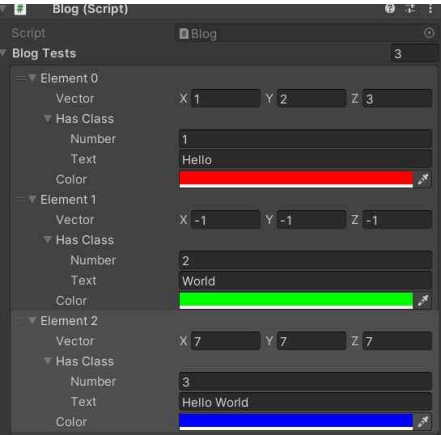 # Blog (Script)
Script Blog
Blog Tests 3
Element 0
Vector X 1 Y 2 Z 3
Has Class
Number 1
Text Hello
Color
Element 1
Vector X -1 Y -1 Z -1
Has Class
Number 2
Text World
Color
Element 2
Vector X 7 Y 7 Z 7
Has Class
Number 3
Text Hello World
Color